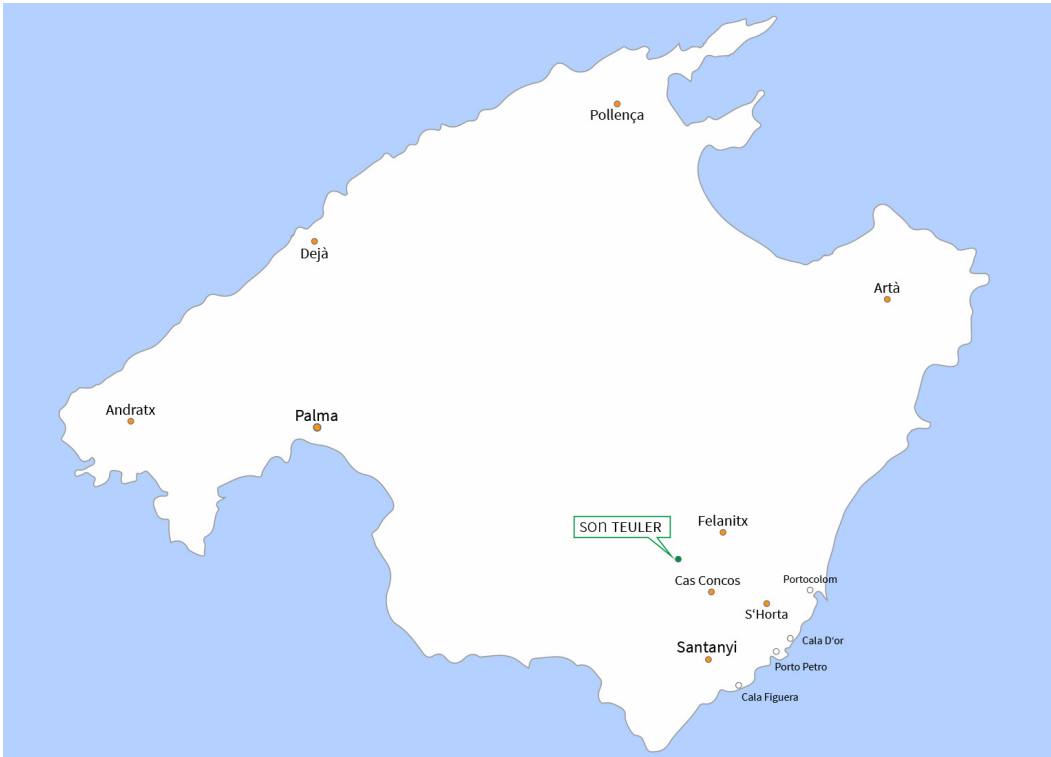 Pollença
Dejà
Artà
Andratx
Palma
Felanitx
son TEULER
Cas Concos
Portocolom
S'Horta
Cala D'or
Santanyi
Porto Petro
Cala Figuera